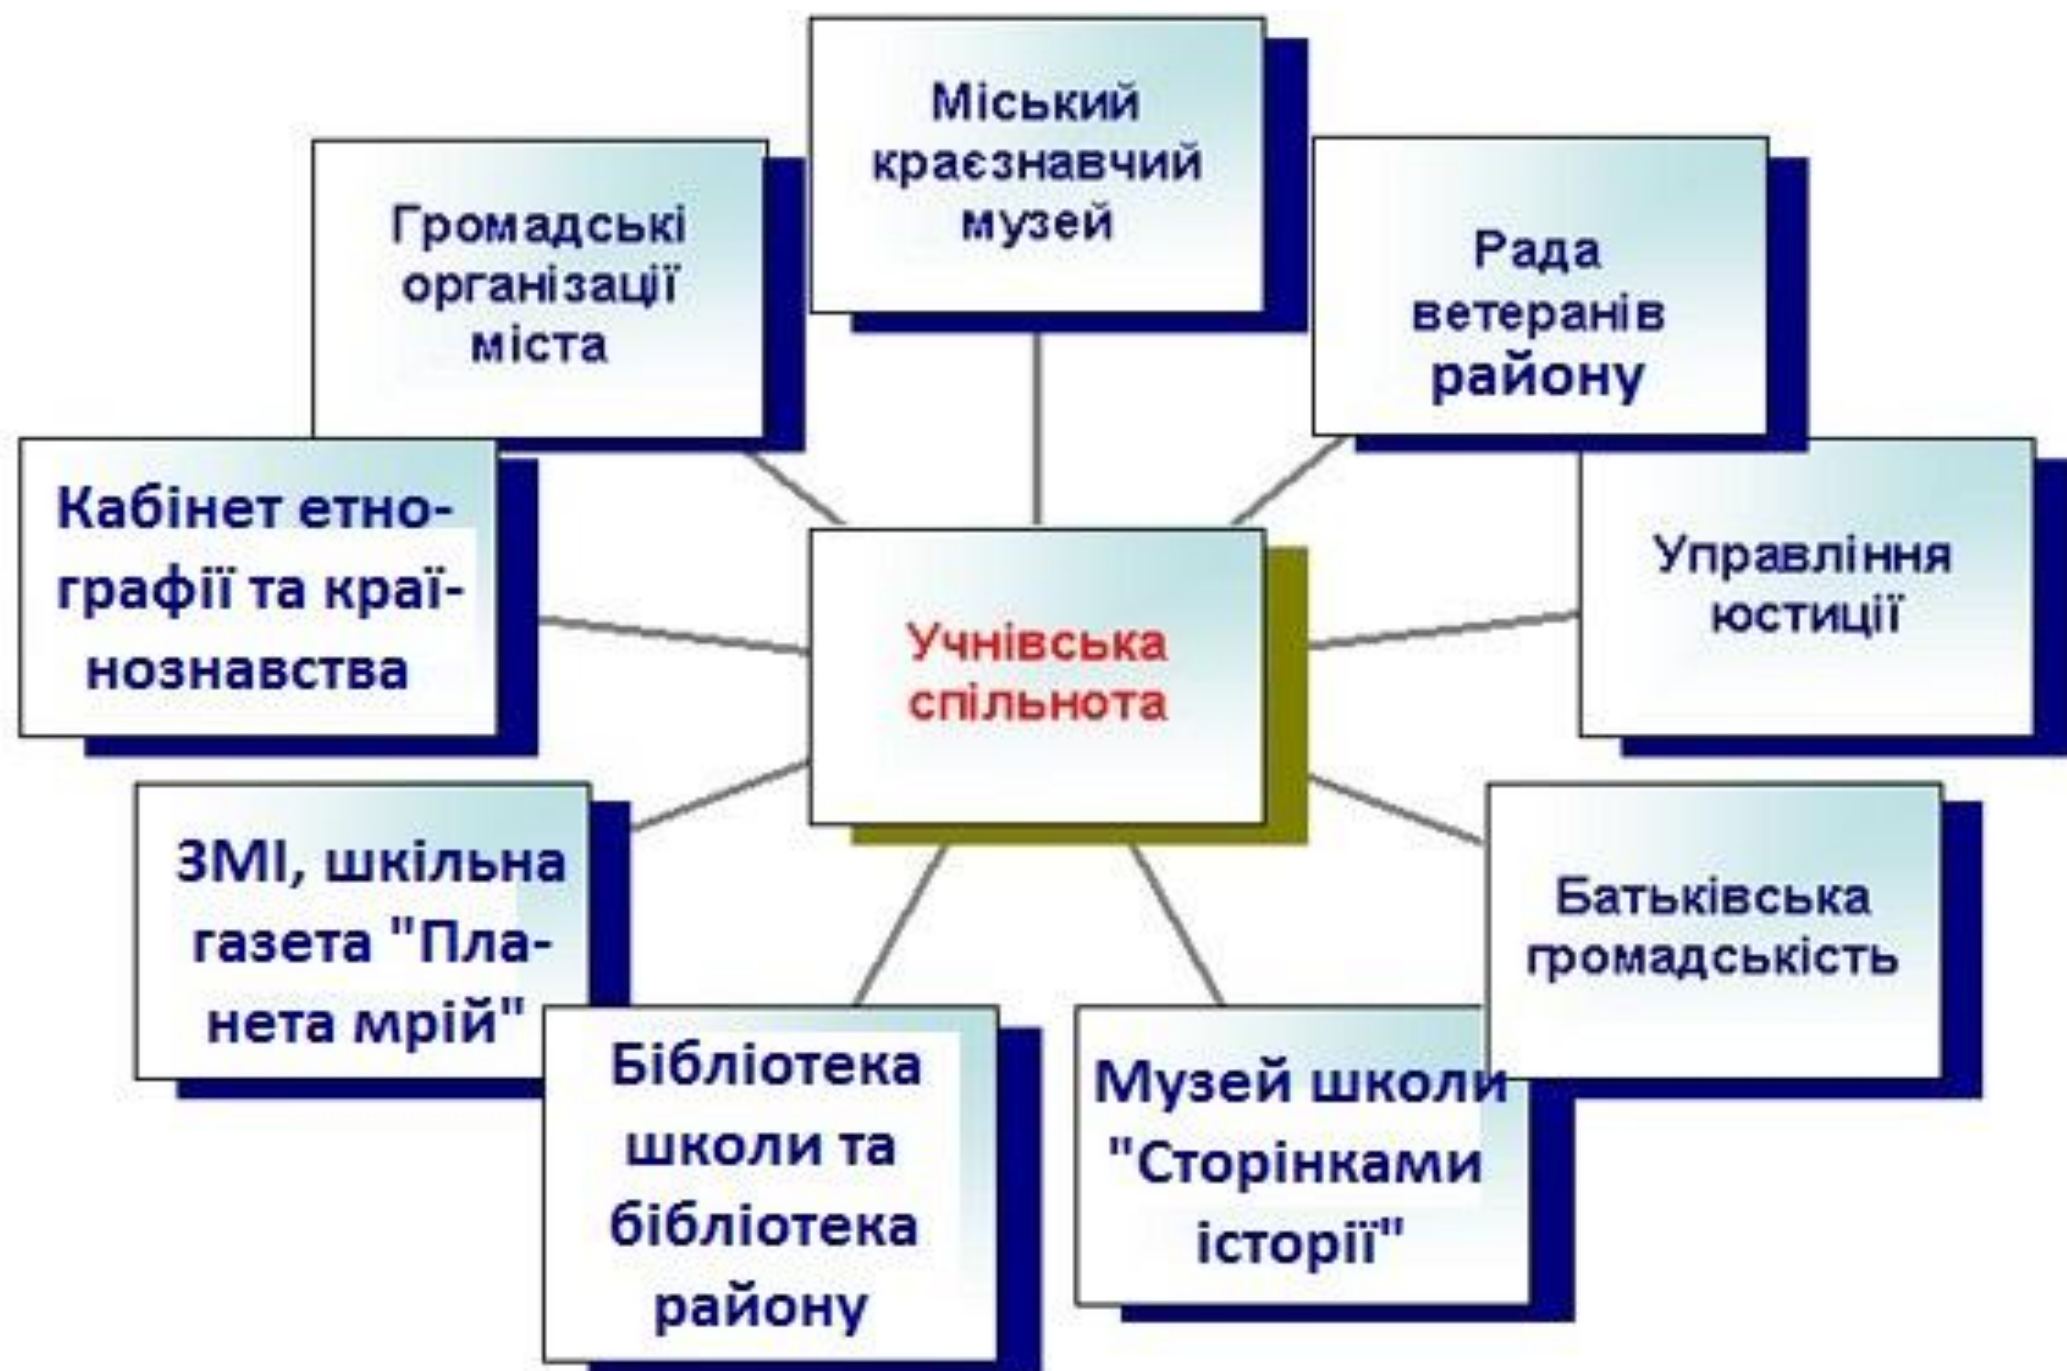 Міський
краєзнавчий
музей
Громадські
організації
міста
Рада
ветеранів
району
Кабінет етно-
графії та краї-
нознавства
Управління
юстиції
Учнівська
спільнота
ЗМІ, шкільна
газета "Пла-
нета мрій"
Батьківська
громадськість
Бібліотека
школи та
бібліотека
району
Музей школи
"Сторінками
історії"